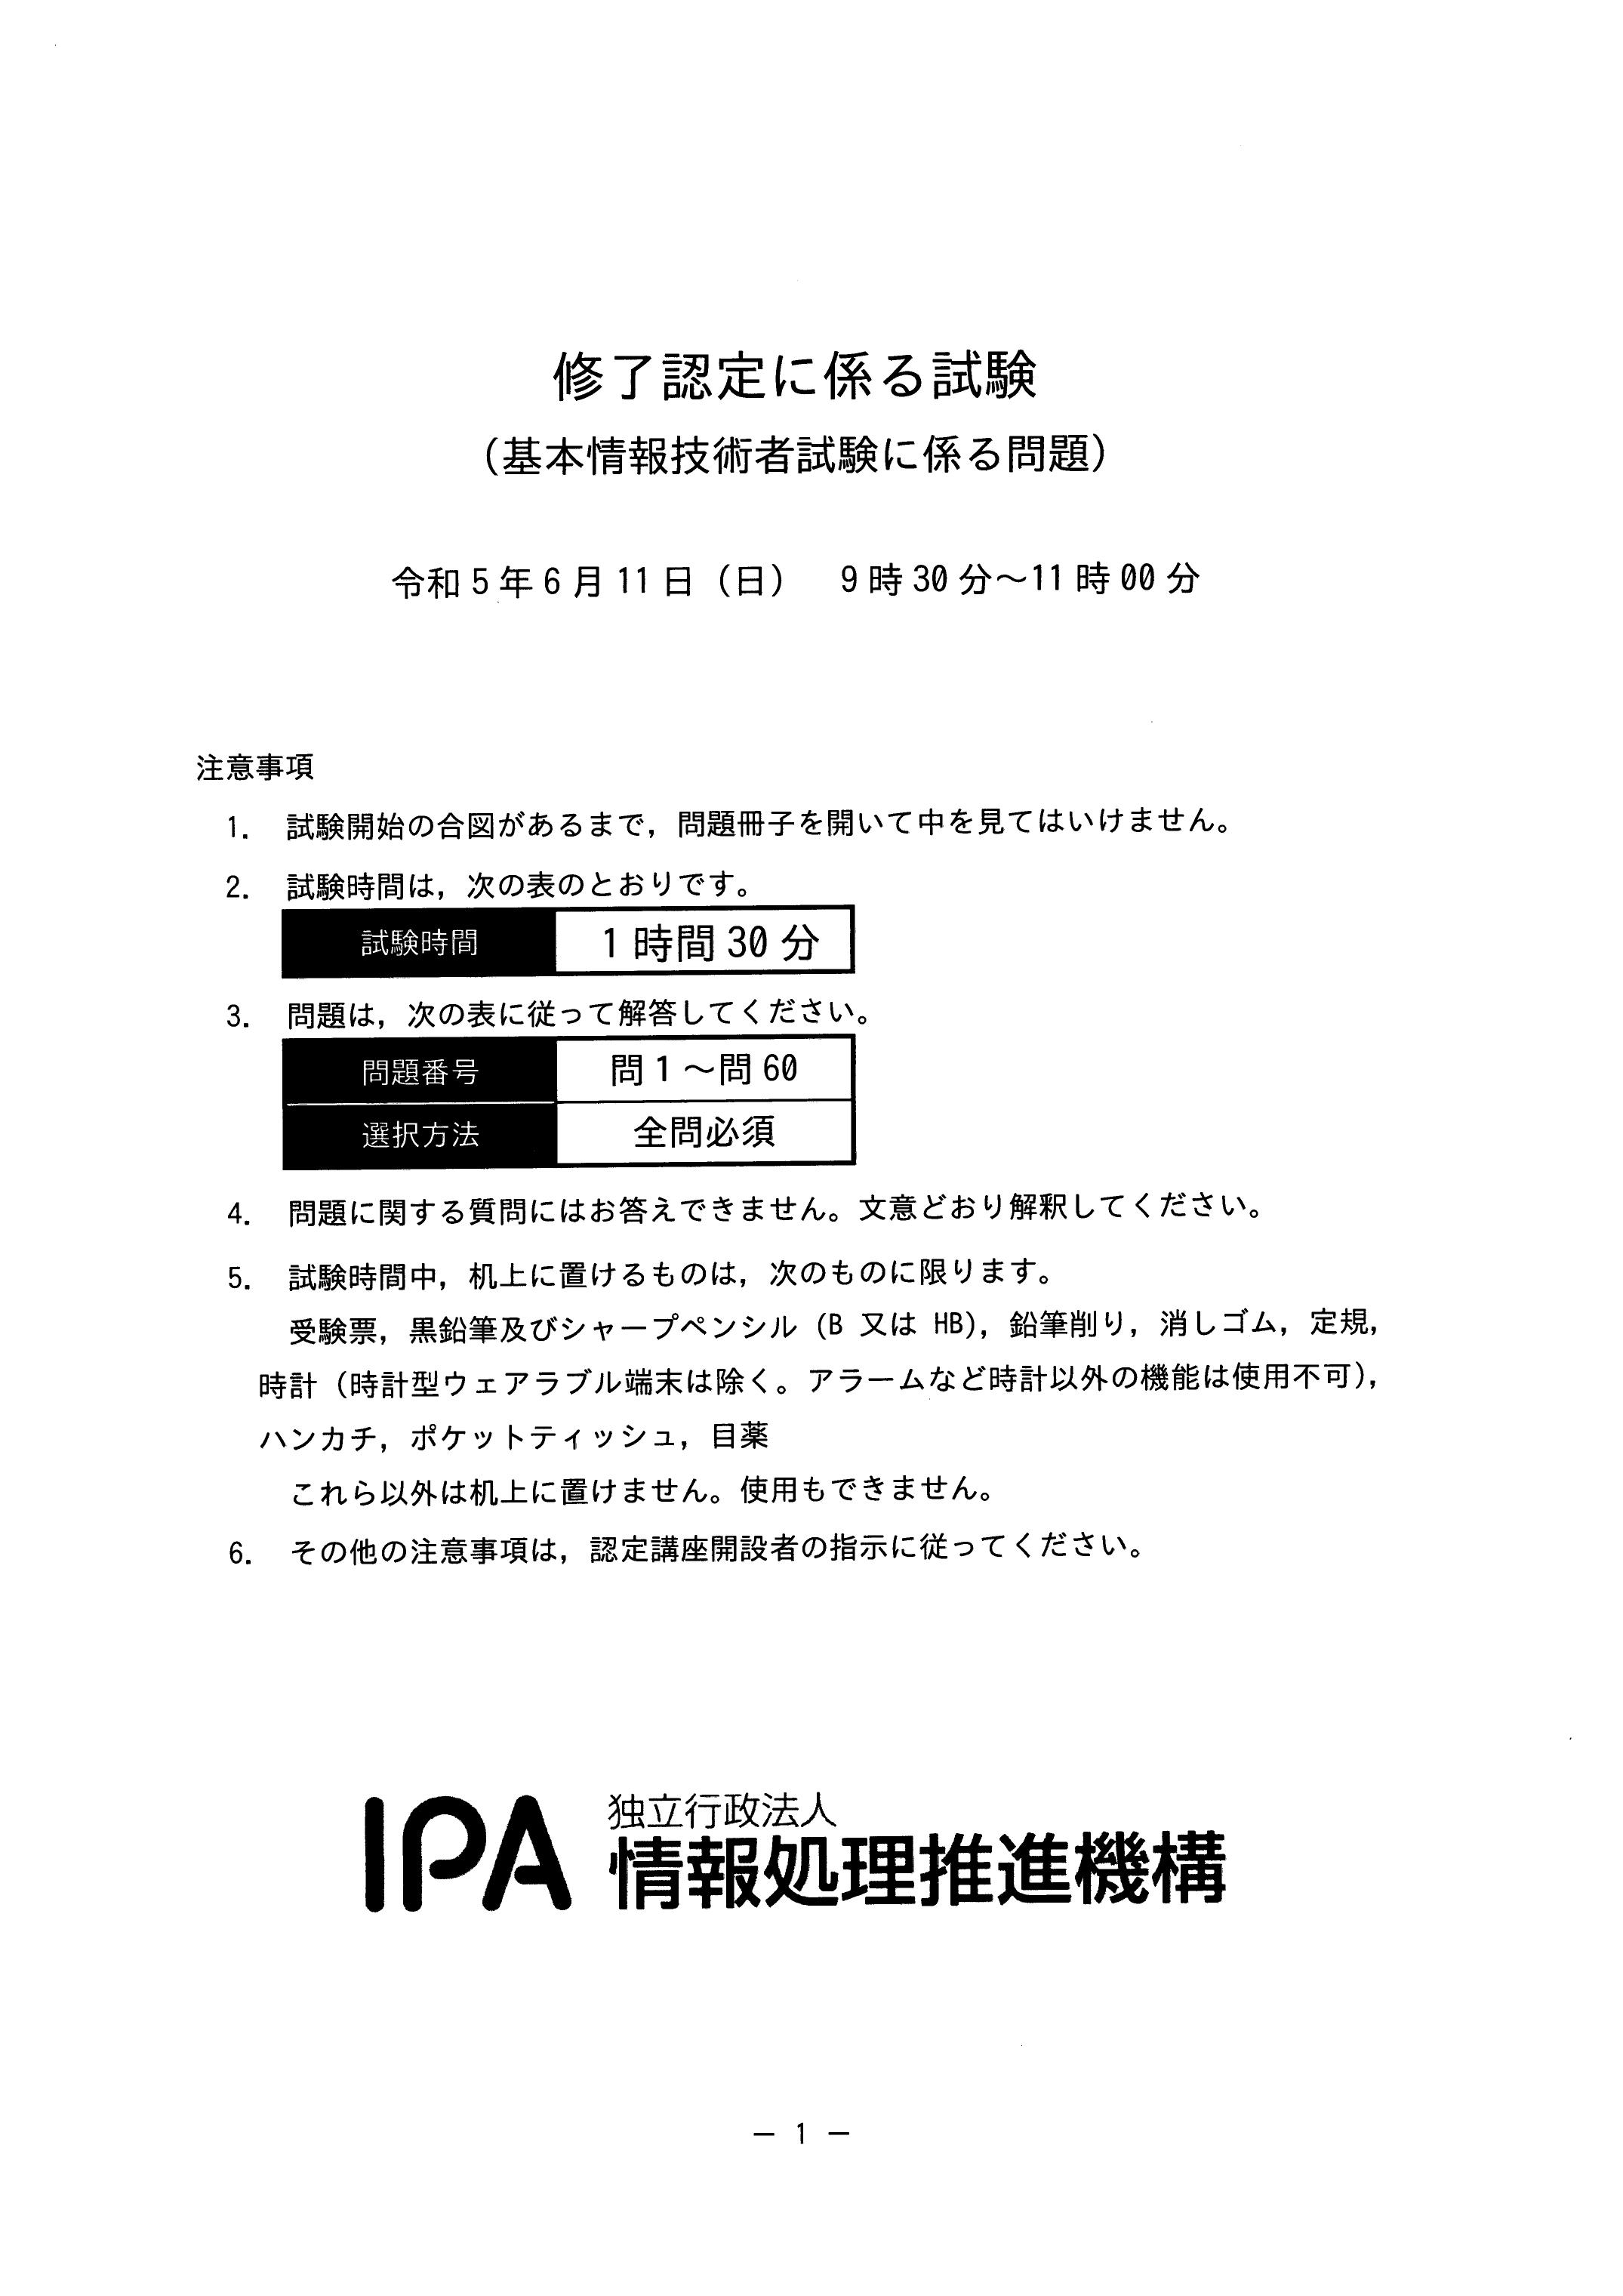 修了認定に係る試験
（基本情報技術者試験に係る問題）
令和5年6月11日（日）　9時30分～11時00分
注意事項
1.　試験開始の合図があるまで，問題冊子を開いて中を見てはいけません。
2.　試験時間は，次の表のとおりです。
試験時間　1時間30分
3.　問題は，次の表に従って解答してください。
問題番号　問1～問60
選択方法　全問必須
4.　問題に関する質問にはお答えできません。文意どおり解釈してください。
5.　試験時間中，机上に置けるものは，次のものに限ります。
受験票，黒鉛筆及びシャープペンシル（B 又は HB），鉛筆削り，消しゴム，定規，
時計（時計型ウェアラブル端末は除く。アラームなど時計以外の機能は使用不可），
ハンカチ，ポケットティッシュ，目薬
これら以外は机上に置けません。使用もできません。
6.　その他の注意事項は，認定講座開設者の指示に従ってください。
IPA 独立行政法人
情報処理推進機構
－ 1 －